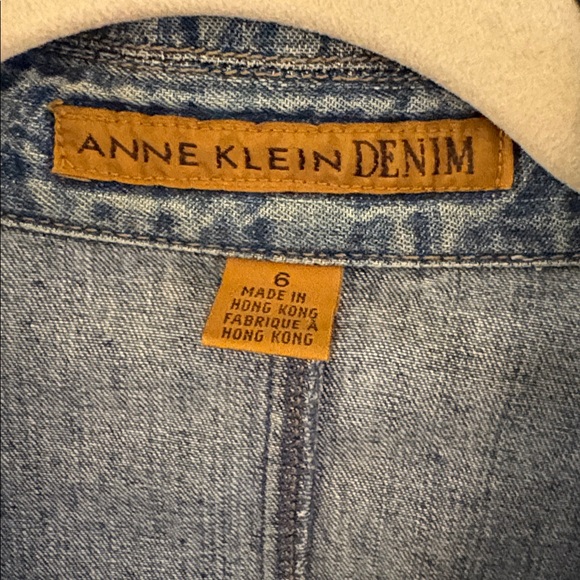 ANNE KLEIN DENIM
6
MADE IN
HONG KONG
FABRIQUE À
HONG KONG